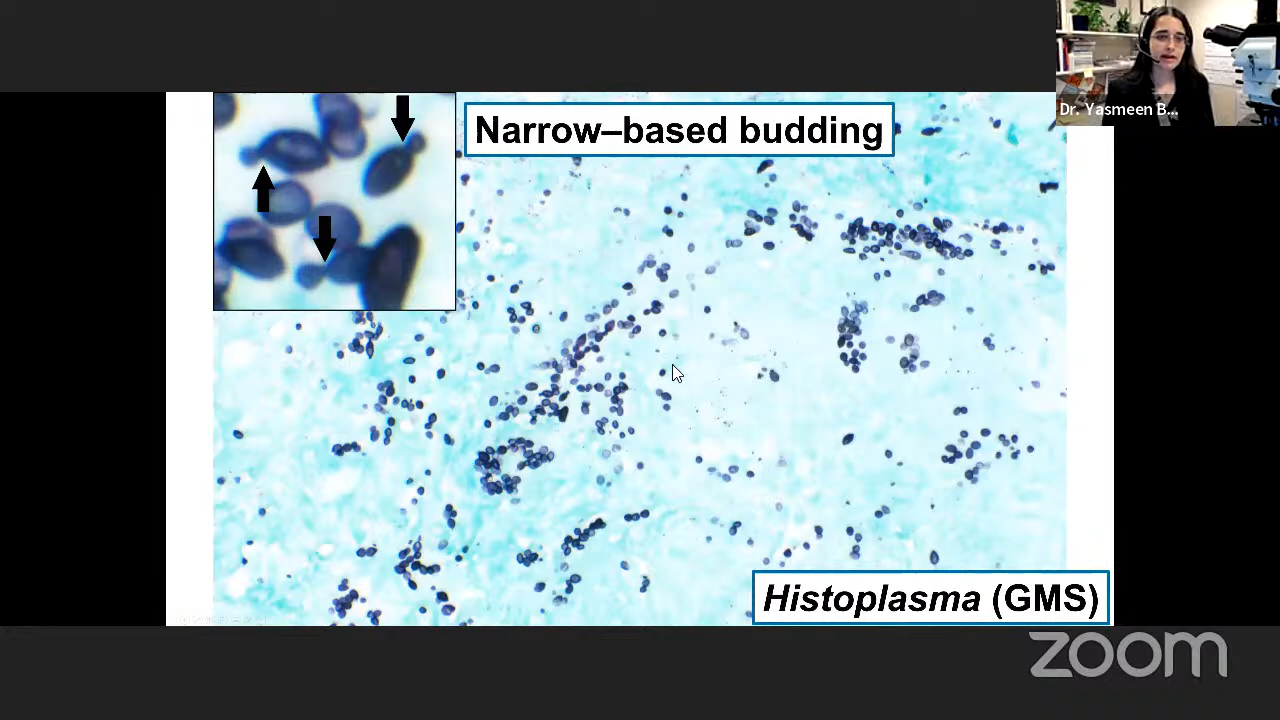 Dr. Yasmeen B...
Narrow–based budding
Histoplasma (GMS)
zoom